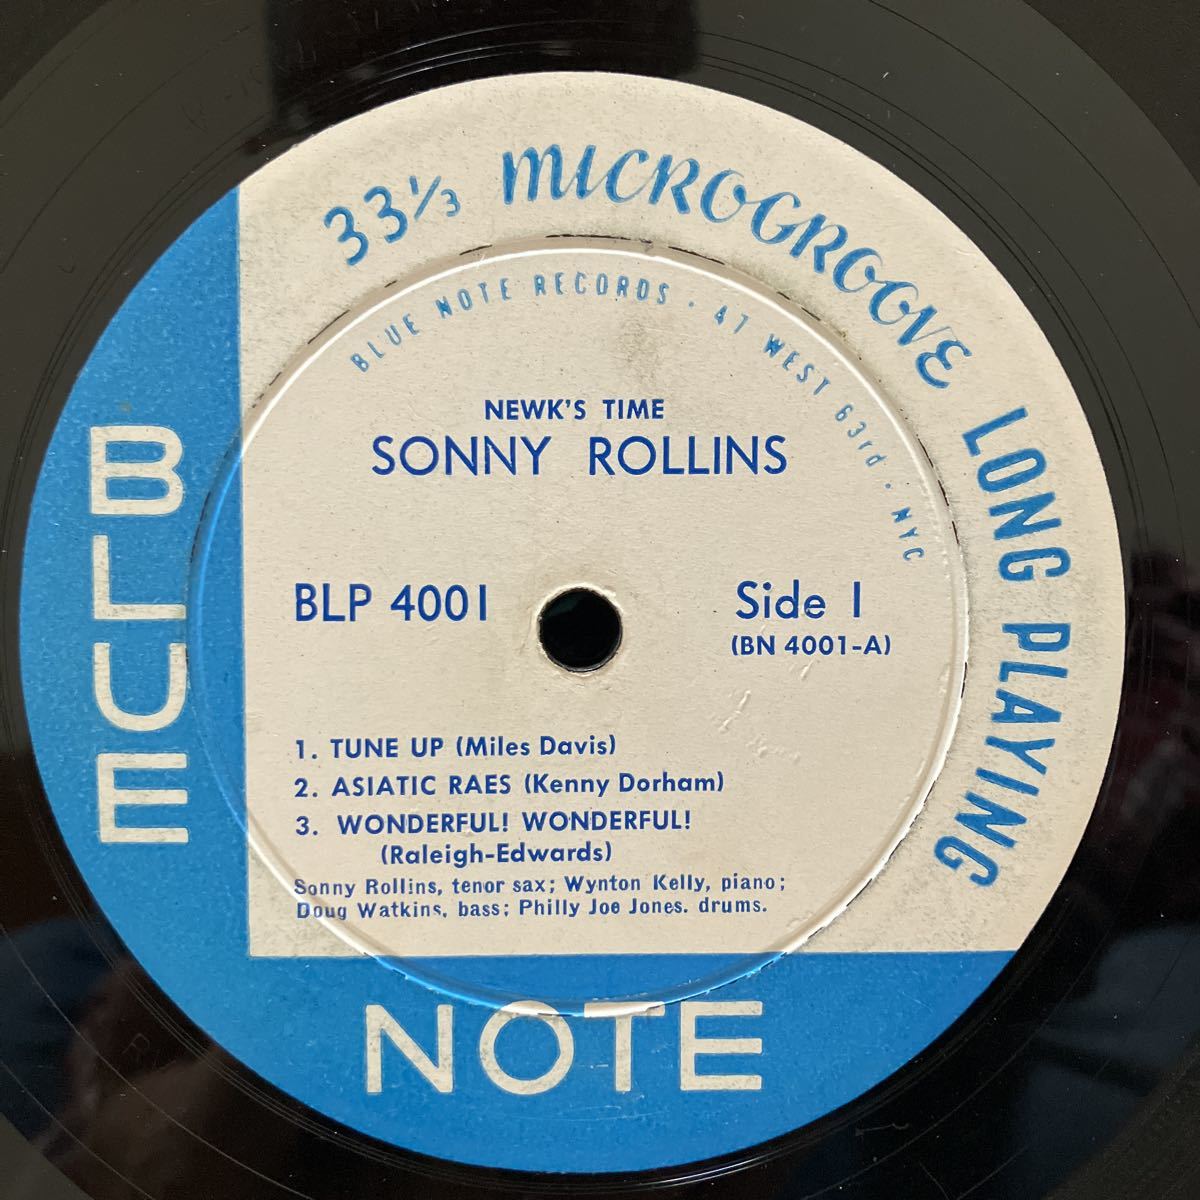 33⅓ MICROGROOVE LONG PLAYING
BLUE NOTE RECORDS · 47 WEST 63rd · NYC
NEWK'S TIME
SONNY ROLLINS
BLP 4001
Side 1
(BN 4001-A)
1. TUNE UP (Miles Davis)
2. ASIATIC RAES (Kenny Dorham)
3. WONDERFUL! WONDERFUL!
(Raleigh-Edwards)
Sonny Rollins, tenor sax; Wynton Kelly, piano;
Doug Watkins, bass; Philly Joe Jones. drums.
BLUE
NOTE